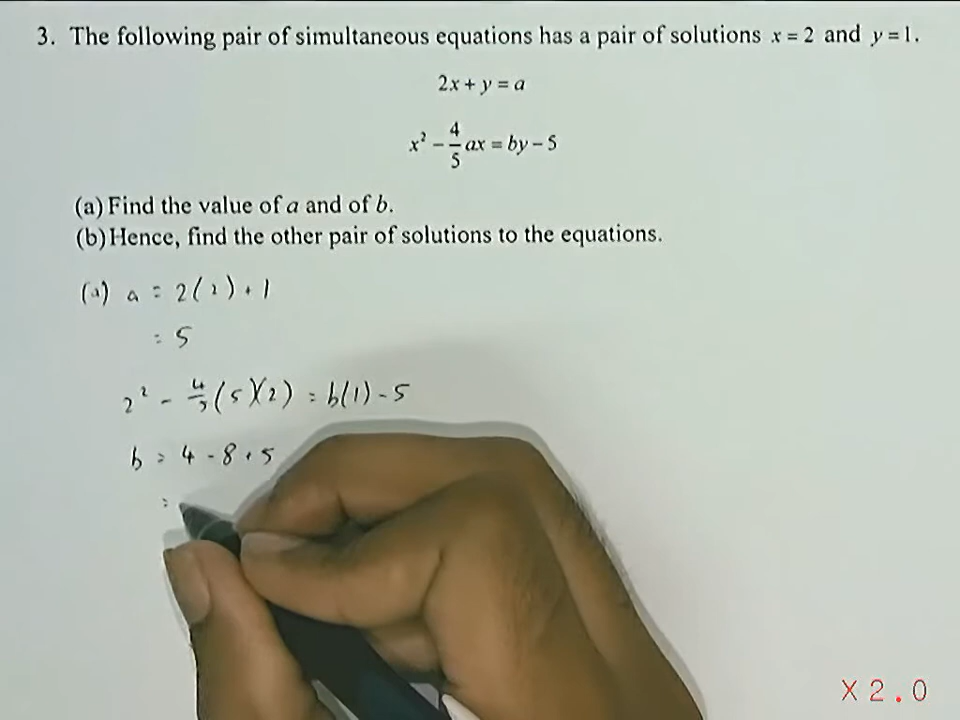 3. The following pair of simultaneous equations has a pair of solutions x = 2 and y = 1.
2x + y = a
x² − 4/5 ax = by − 5
(a) Find the value of a and of b.
(b) Hence, find the other pair of solutions to the equations.
(a) a = 2(2) + 1
= 5
2² − 4/5 (5)(2) = b(1) − 5
b = 4 − 8 + 5
=
X 2.0